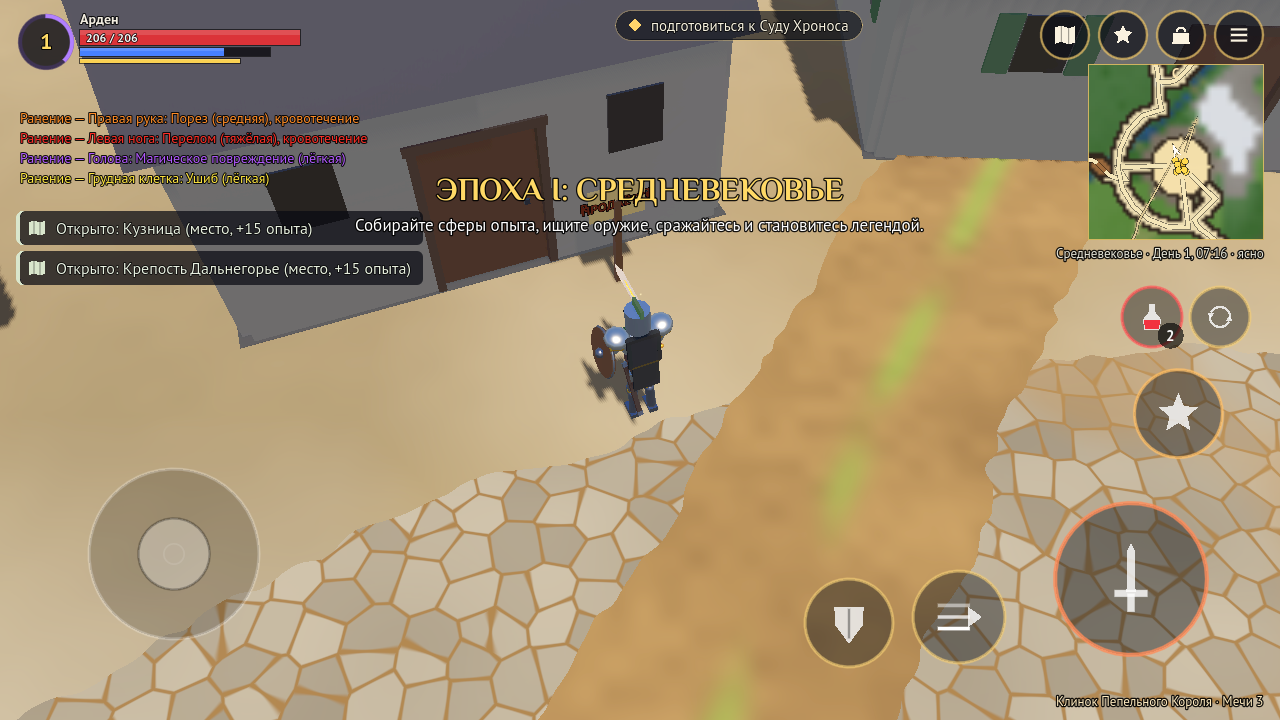 Арден
1
206 / 206
подготовиться к Суду Хроноса
Ранение — Правая рука: Порез (средняя), кровотечение
Ранение — Левая нога: Перелом (тяжёлая), кровотечение
Ранение — Голова: Магическое повреждение (лёгкая)
Ранение — Грудная клетка: Ушиб (лёгкая)
ЭПОХА I: СРЕДНЕВЕКОВЬЕ
Собирайте сферы опыта, ищите оружие, сражайтесь и становитесь легендой.
Открыто: Кузница (место, +15 опыта)
Открыто: Крепость Дальнегорье (место, +15 опыта)
Средневековье · День 1, 07:16 · ясно
2
Клинок Пепельного Короля · Мечи 3